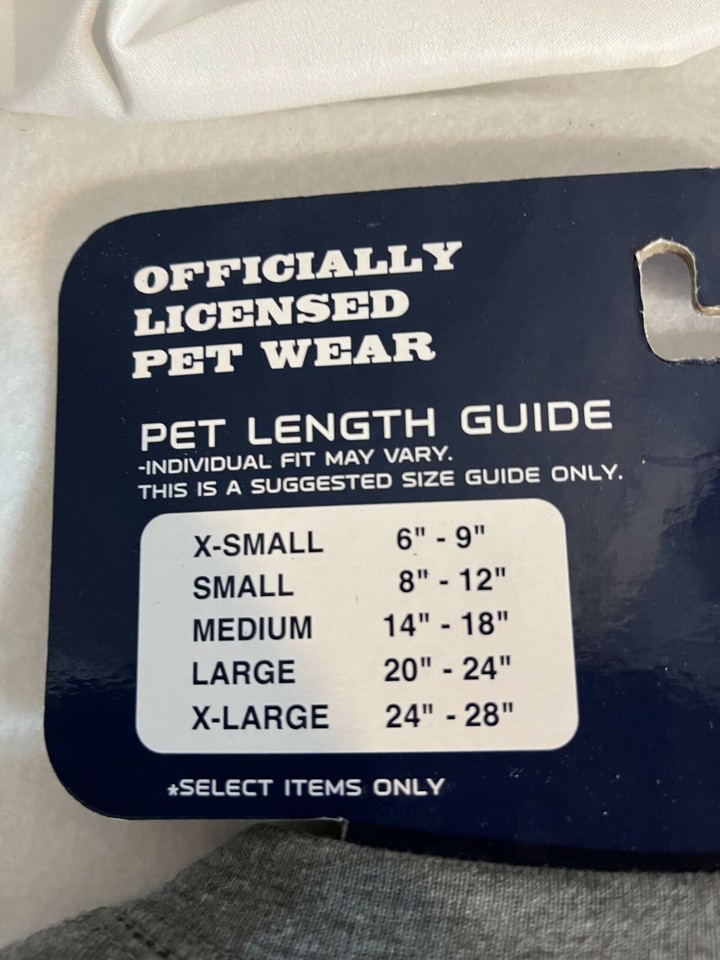 OFFICIALLY
LICENSED
PET WEAR
PET LENGTH GUIDE
-INDIVIDUAL FIT MAY VARY.
THIS IS A SUGGESTED SIZE GUIDE ONLY.
X-SMALL 6" - 9"
SMALL 8" - 12"
MEDIUM 14" - 18"
LARGE 20" - 24"
X-LARGE 24" - 28"
*SELECT ITEMS ONLY